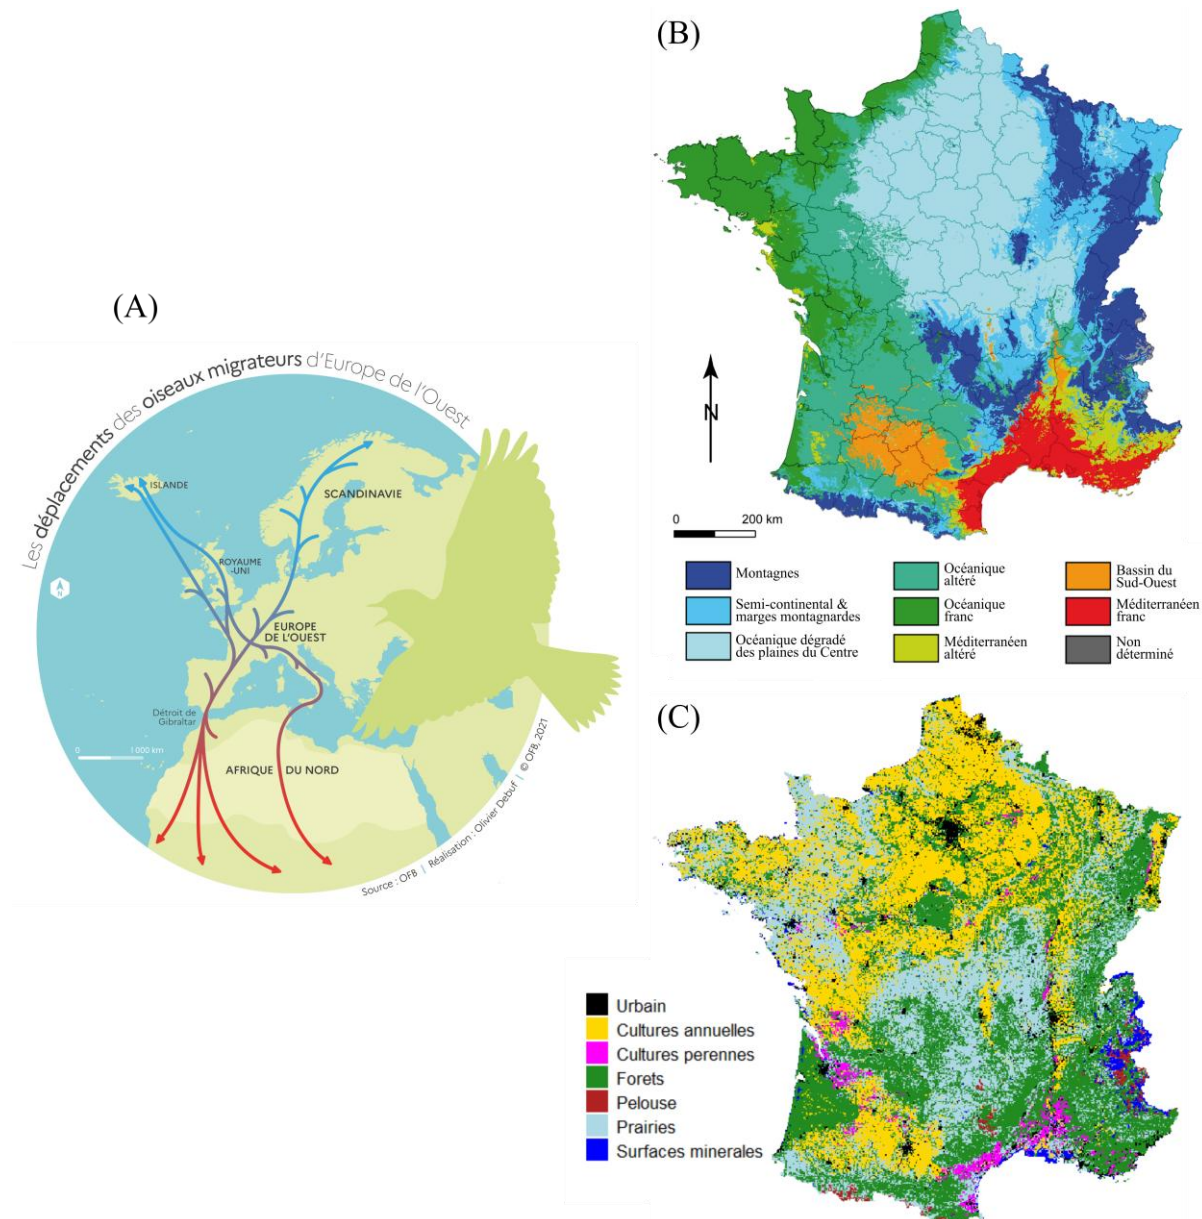 (A)
Les déplacements des oiseaux migrateurs d'Europe de l'Ouest
ISLANDE
SCANDINAVIE
ROYAUME
-UNI
EUROPE
DE L'OUEST
Détroit de
Gibraltar
0 1 000 km
AFRIQUE DU NORD
N
Source : OFB | Réalisation : Olivier Debuf | © OFB, 2021
(B)
N
0 200 km
Montagnes
Semi-continental &
marges montagnardes
Océanique dégradé
des plaines du Centre
Océanique
altéré
Océanique
franc
Méditerranéen
altéré
Bassin du
Sud-Ouest
Méditerranéen
franc
Non
déterminé
(C)
Urbain
Cultures annuelles
Cultures perennes
Forets
Pelouse
Prairies
Surfaces minerales